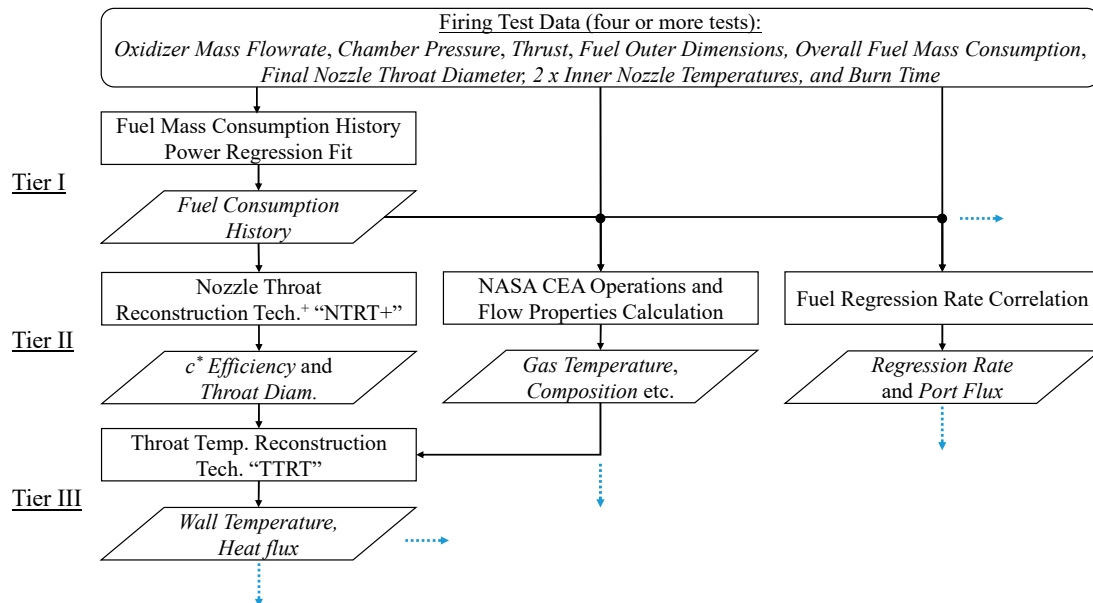 Firing Test Data (four or more tests):
Oxidizer Mass Flowrate, Chamber Pressure, Thrust, Fuel Outer Dimensions, Overall Fuel Mass Consumption,
Final Nozzle Throat Diameter, 2 x Inner Nozzle Temperatures, and Burn Time
Fuel Mass Consumption History
Power Regression Fit
Tier I
Fuel Consumption
History
Nozzle Throat
Reconstruction Tech.⁺ “NTRT+”
NASA CEA Operations and
Flow Properties Calculation
Fuel Regression Rate Correlation
Tier II
c* Efficiency and
Throat Diam.
Gas Temperature,
Composition etc.
Regression Rate
and Port Flux
Throat Temp. Reconstruction
Tech. “TTRT”
Tier III
Wall Temperature,
Heat flux